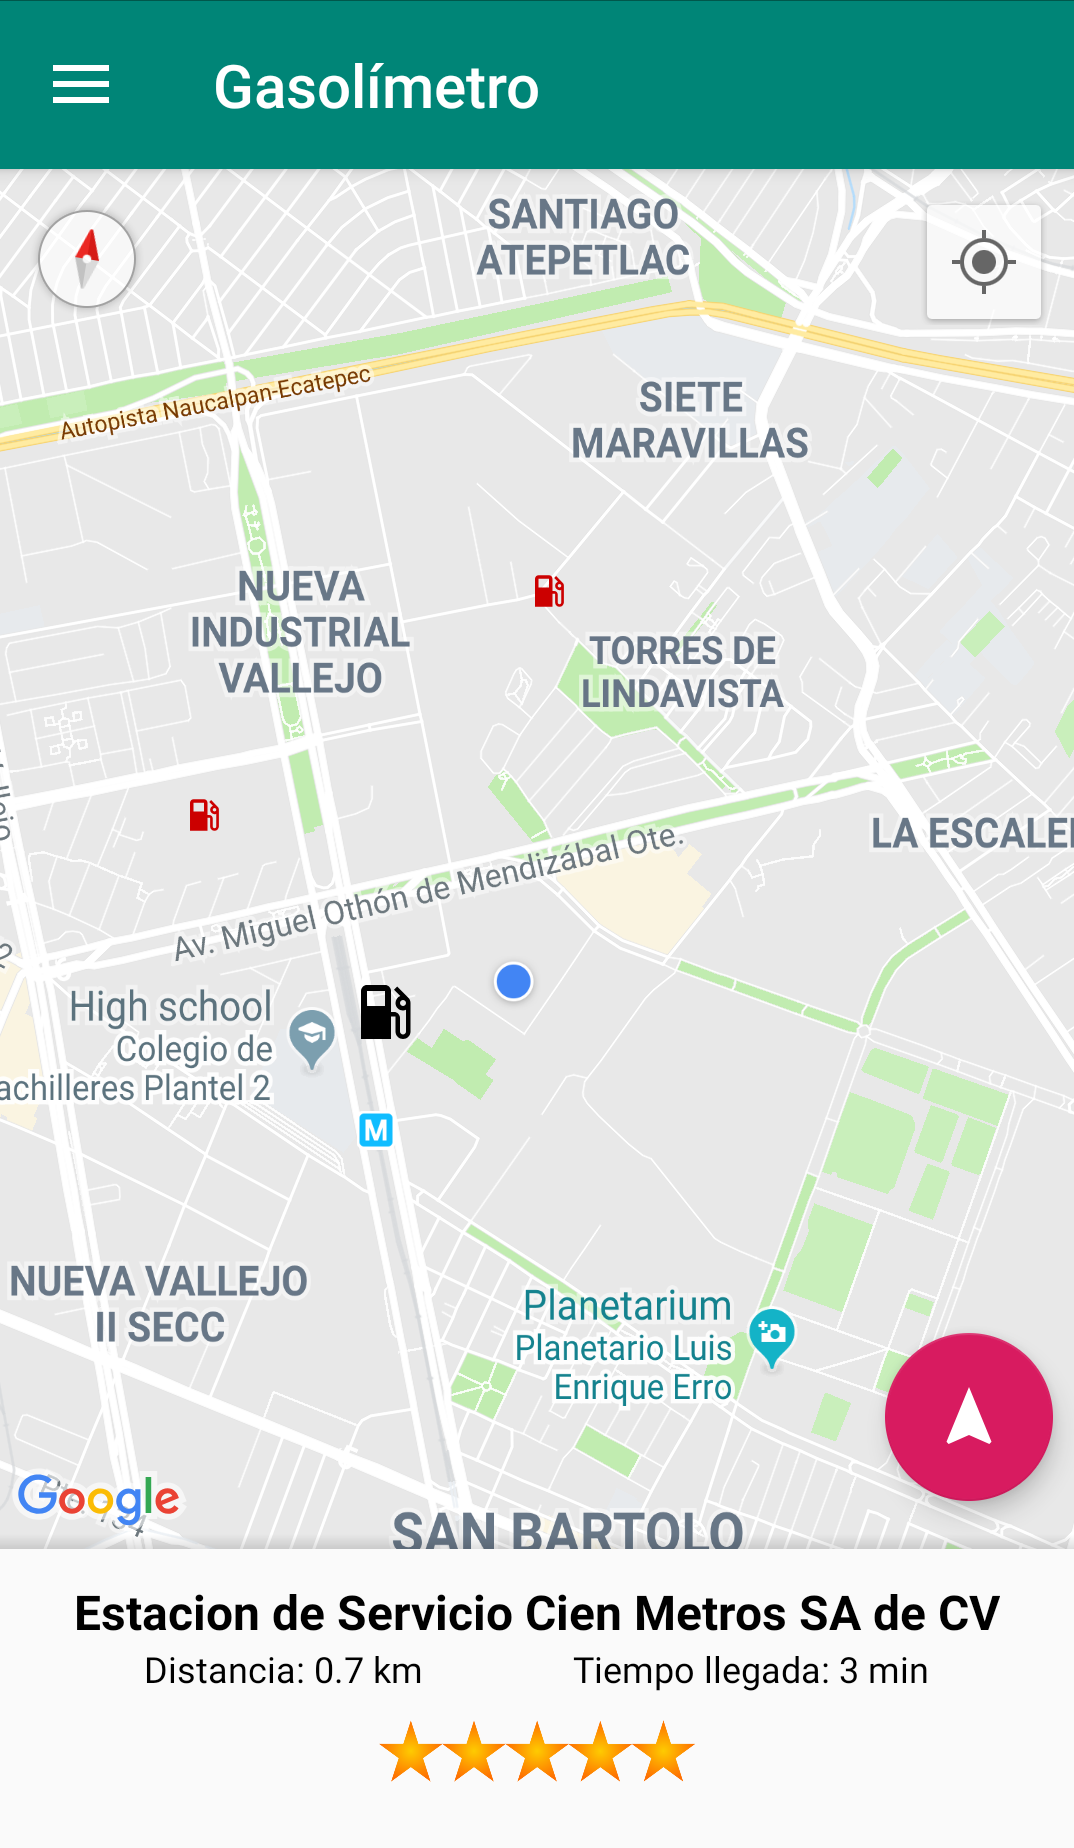 Gasolímetro
SANTIAGO
ATEPETLAC
Autopista Naucalpan-Ecatepec
SIETE
MARAVILLAS
NUEVA
INDUSTRIAL
VALLEJO
TORRES DE
LINDAVISTA
LA ESCALE
Av. Miguel Othón de Mendizábal Ote.
High school
Colegio de
achilleres Plantel 2
M
NUEVA VALLEJO
II SECC
Planetarium
Planetario Luis
Enrique Erro
Google
SAN BARTOLO
Estacion de Servicio Cien Metros SA de CV
Distancia: 0.7 km
Tiempo llegada: 3 min